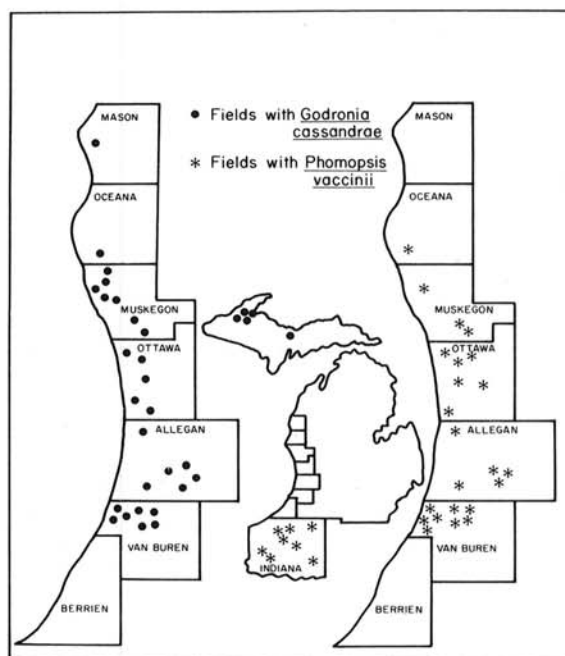 MASON
OCEANA
MUSKEGON
OTTAWA
ALLEGAN
VAN BUREN
BERRIEN
• Fields with Godronia
cassandrae
* Fields with Phomopsis
vaccinii
INDIANA
MASON
OCEANA
MUSKEGON
OTTAWA
ALLEGAN
VAN BUREN
BERRIEN